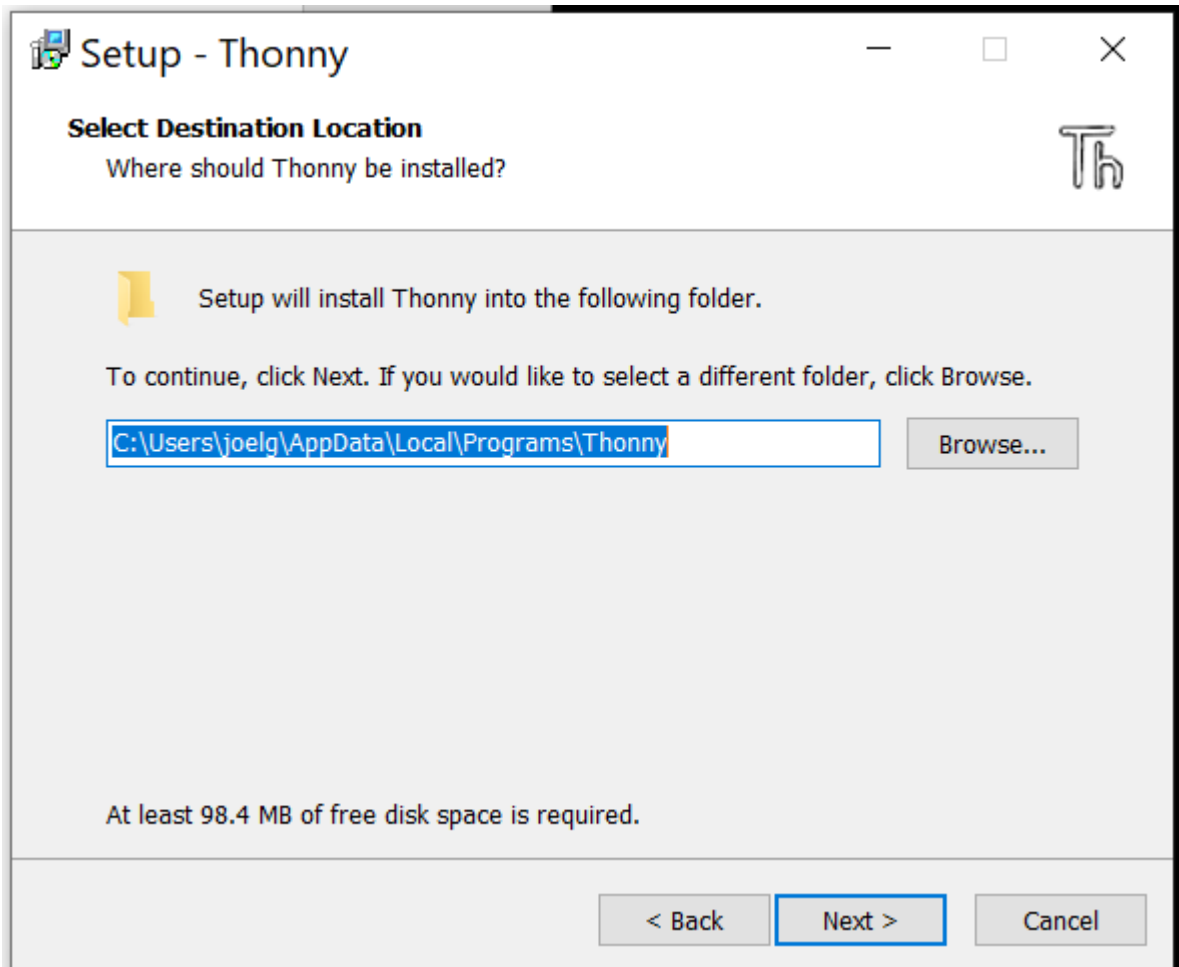 Setup - Thonny
Select Destination Location
Where should Thonny be installed?
Th
Setup will install Thonny into the following folder.
To continue, click Next. If you would like to select a different folder, click Browse.
C:\Users\joelg\AppData\Local\Programs\Thonny
Browse...
At least 98.4 MB of free disk space is required.
< Back
Next >
Cancel